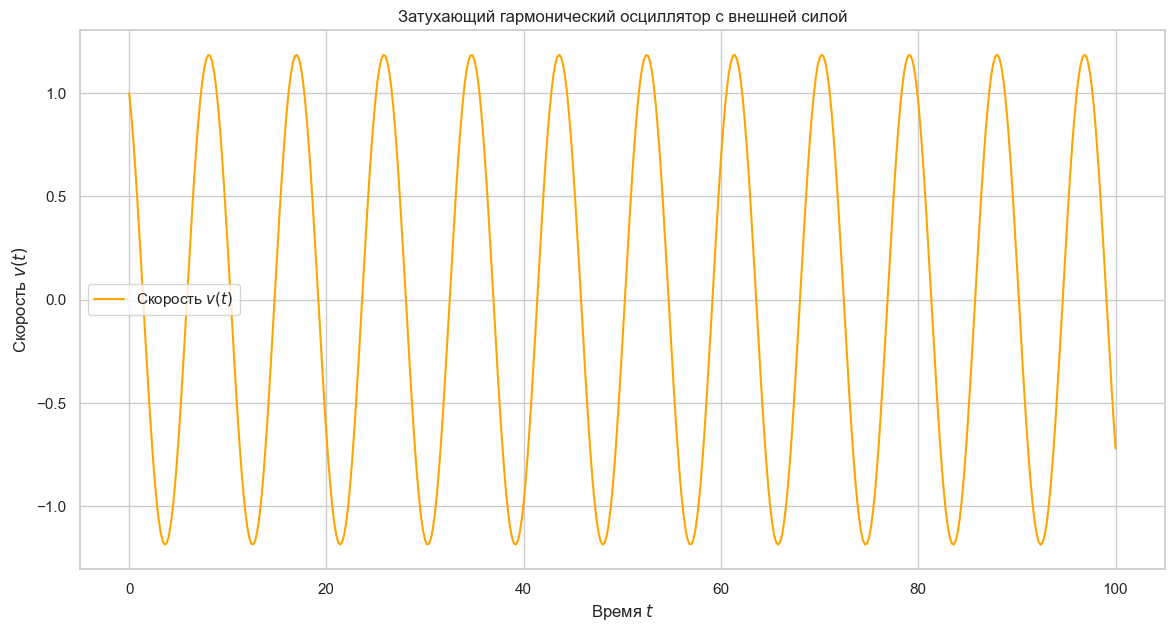 Затухающий гармонический осциллятор с внешней силой
1.0
0.5
0.0
−0.5
−1.0
Скорость v(t)
Скорость v(t)
0 20 40 60 80 100
Время t